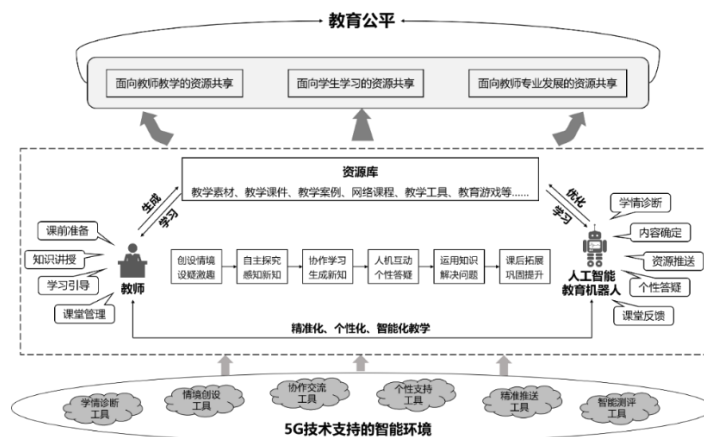 教育公平
面向教师教学的资源共享
面向学生学习的资源共享
面向教师专业发展的资源共享
资源库
教学素材、教学课件、教学案例、网络课程、教学工具、教育游戏等……
生成
学习
优化
学习
课前准备
知识讲授
学习引导
课堂管理
教师
创设情境
设疑激趣
自主探究
感知新知
协作学习
生成新知
人机互动
个性答疑
运用知识
解决问题
课后拓展
巩固提升
人工智能
教育机器人
学情诊断
内容确定
资源推送
个性答疑
课堂反馈
精准化、个性化、智能化教学
学情诊断
工具
情境创设
工具
协作交流
工具
个性支持
工具
精准推送
工具
智能测评
工具
5G技术支持的智能环境